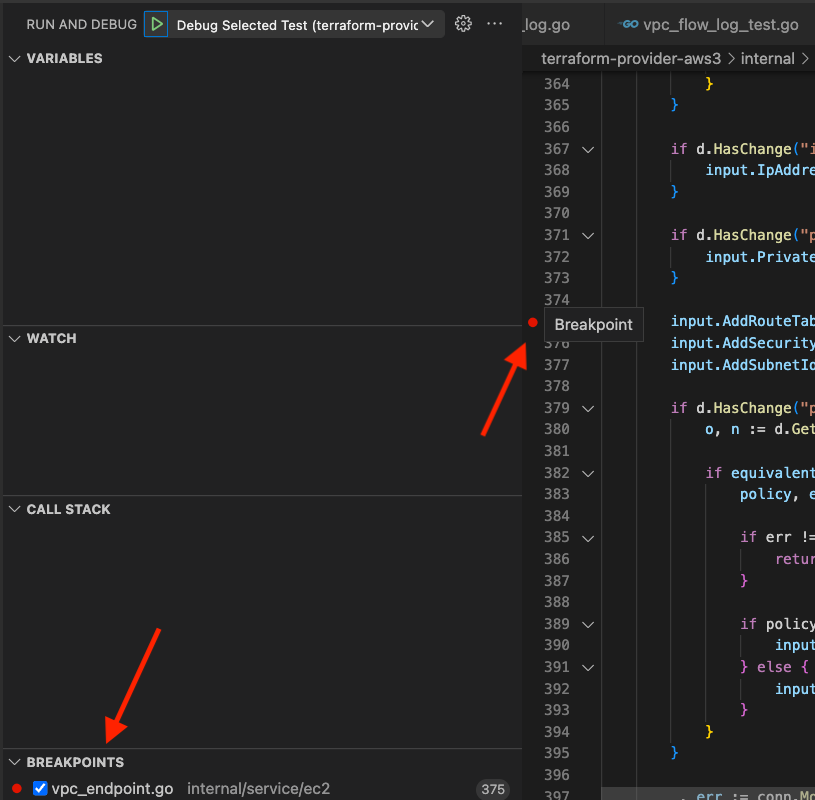 RUN AND DEBUG Debug Selected Test (terraform-provic
VARIABLES
WATCH
CALL STACK
BREAKPOINTS
vpc_endpoint.go internal/service/ec2 375
_log.go GO vpc_flow_log_test.go
terraform-provider-aws3 > internal >
364 }
365 }
366
367 if d.HasChange("i
368 input.IpAddre
369 }
370
371 if d.HasChange("p
372 input.Private
373 }
374
Breakpoint input.AddRouteTab
376 input.AddSecurity
377 input.AddSubnetId
378
379 if d.HasChange("p
380 o, n := d.Get
381
382 if equivalent
383 policy, e
384
385 if err !=
386 retur
387 }
388
389 if policy
390 input
391 } else {
392 input
393 }
394 }
395 }
396
397 _, err := conn.Mo